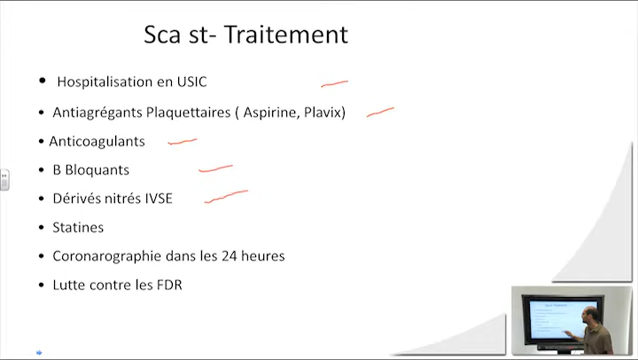 Sca st- Traitement
• Hospitalisation en USIC
• Antiagrégants Plaquettaires ( Aspirine, Plavix)
• Anticoagulants
• B Bloquants
• Dérivés nitrés IVSE
• Statines
• Coronarographie dans les 24 heures
• Lutte contre les FDR